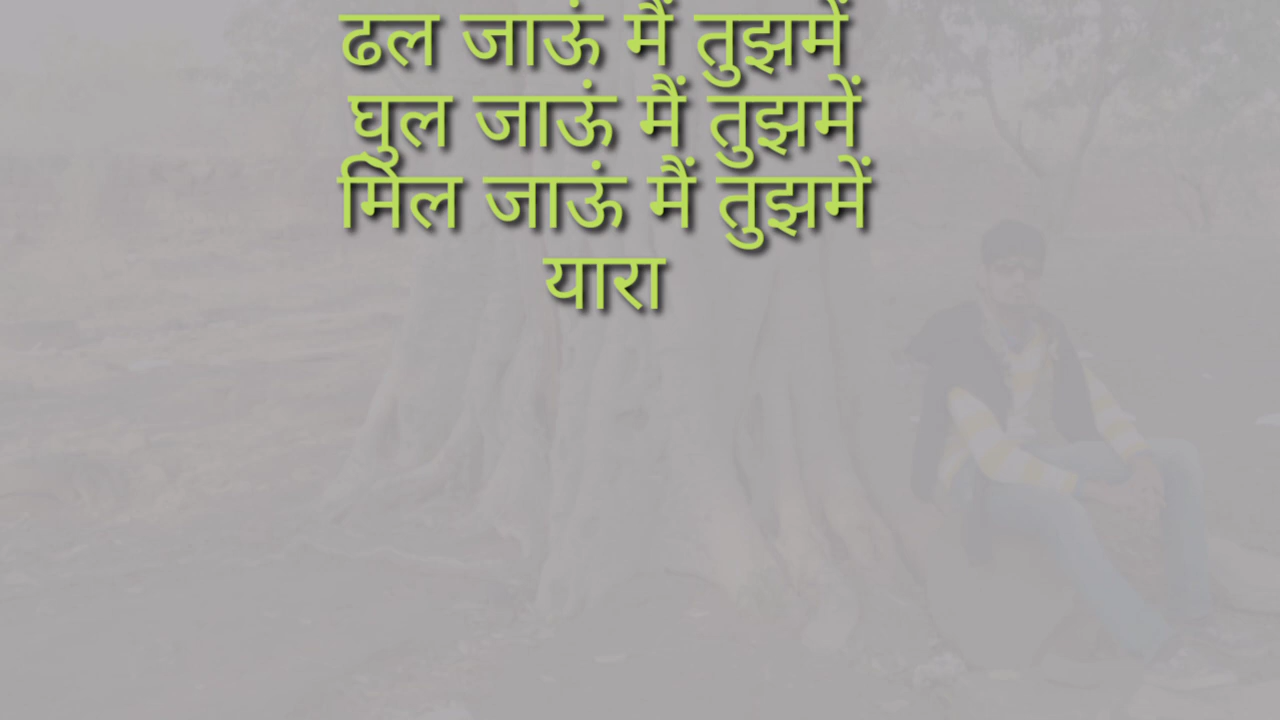 ढल जाऊं मैं तुझमें
घुल जाऊं मैं तुझमें
मिल जाऊं मैं तुझमें
यारा